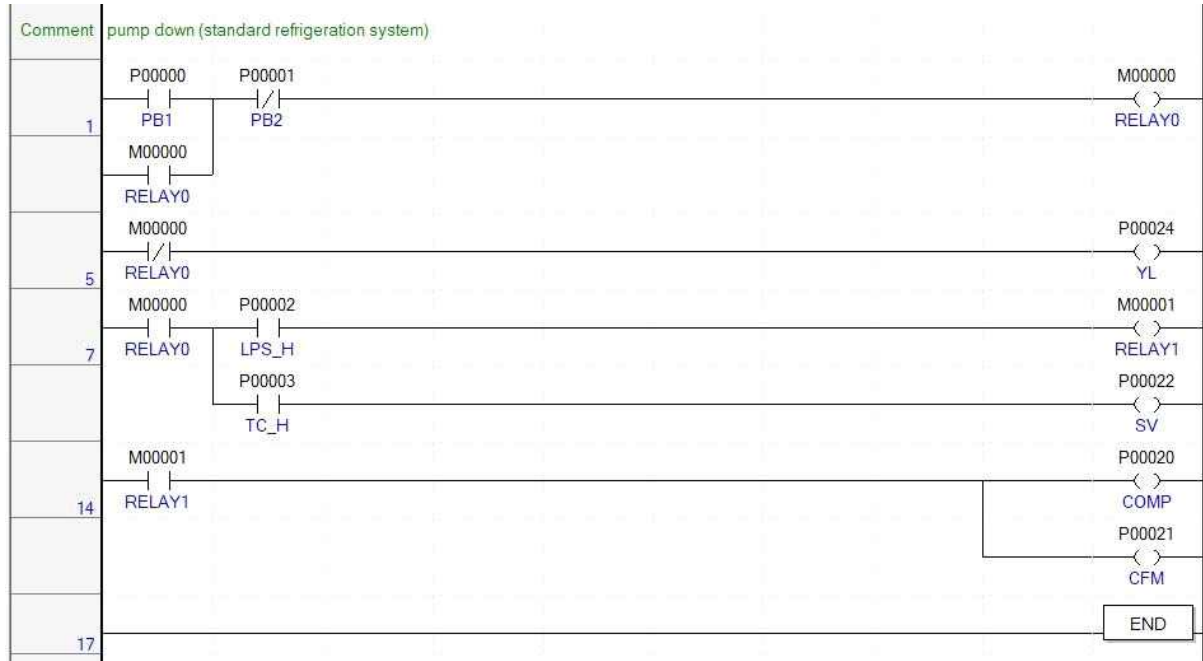 Comment pump down (standard refrigeration system)
P00000 P00001 M00000
PB1 PB2 RELAY0
1
M00000
RELAY0
M00000 P00024
RELAY0 YL
5
M00000 P00002 M00001
RELAY0 LPS_H RELAY1
7
P00003 P00022
TC_H SV
M00001 P00020
RELAY1 COMP
14
P00021
CFM
END
17